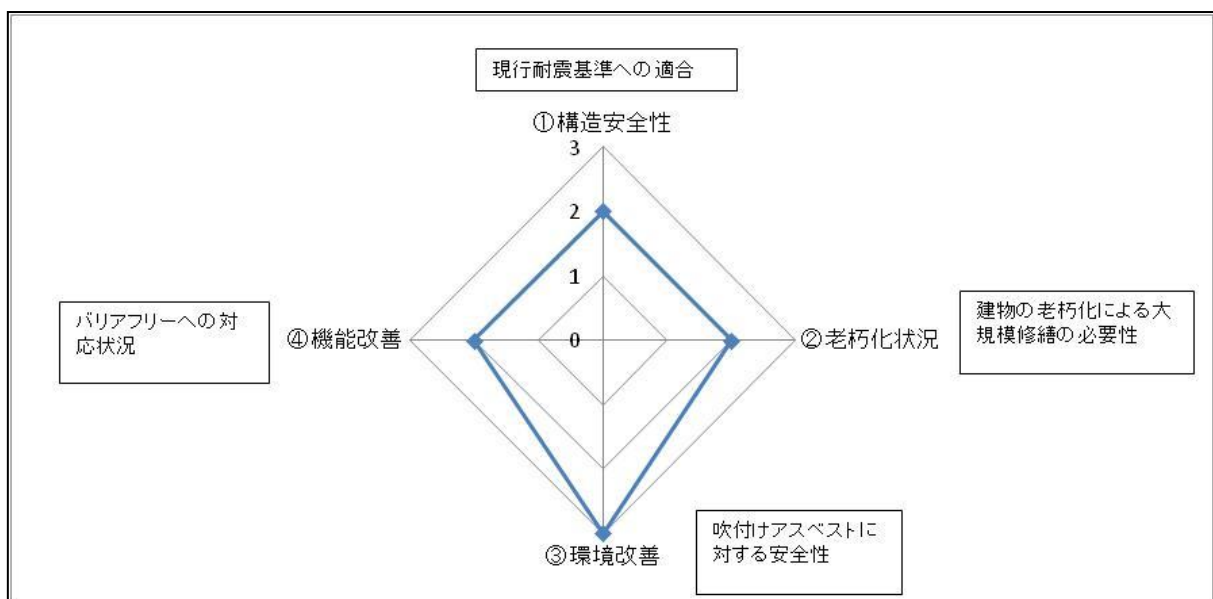 現行耐震基準への適合
①構造安全性
3
2
1
0
バリアフリーへの対
応状況
④機能改善
②老朽化状況
建物の老朽化による大
規模修繕の必要性
③環境改善
吹付けアスベストに
対する安全性